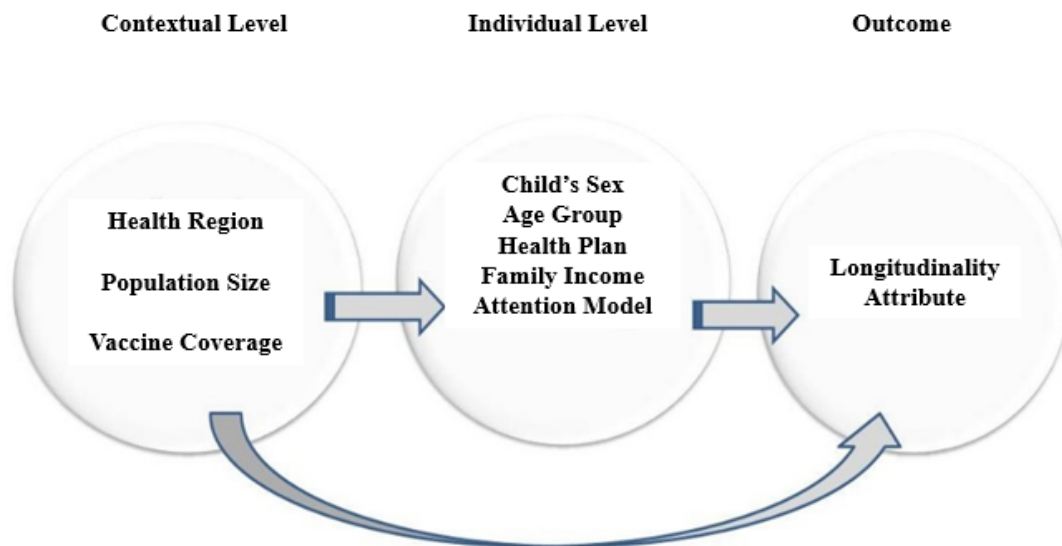 Contextual Level
Individual Level
Outcome
Health Region
Population Size
Vaccine Coverage
Child’s Sex
Age Group
Health Plan
Family Income
Attention Model
Longitudinality
Attribute